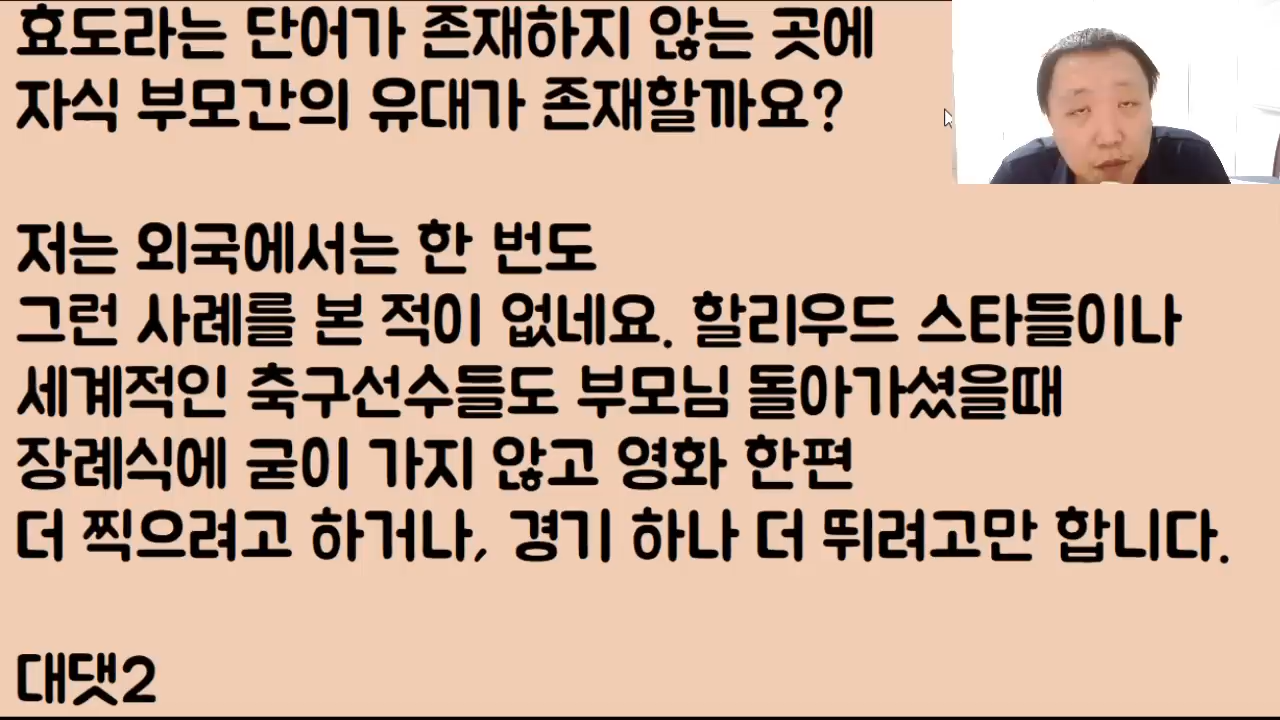 효도라는 단어가 존재하지 않는 곳에
자식 부모간의 유대가 존재할까요?
저는 외국에서는 한 번도
그런 사례를 본 적이 없네요. 할리우드 스타들이나
세계적인 축구선수들도 부모님 돌아가셨을때
장례식에 굳이 가지 않고 영화 한편
더 찍으려고 하거나, 경기 하나 더 뛰려고만 합니다.
대댓2